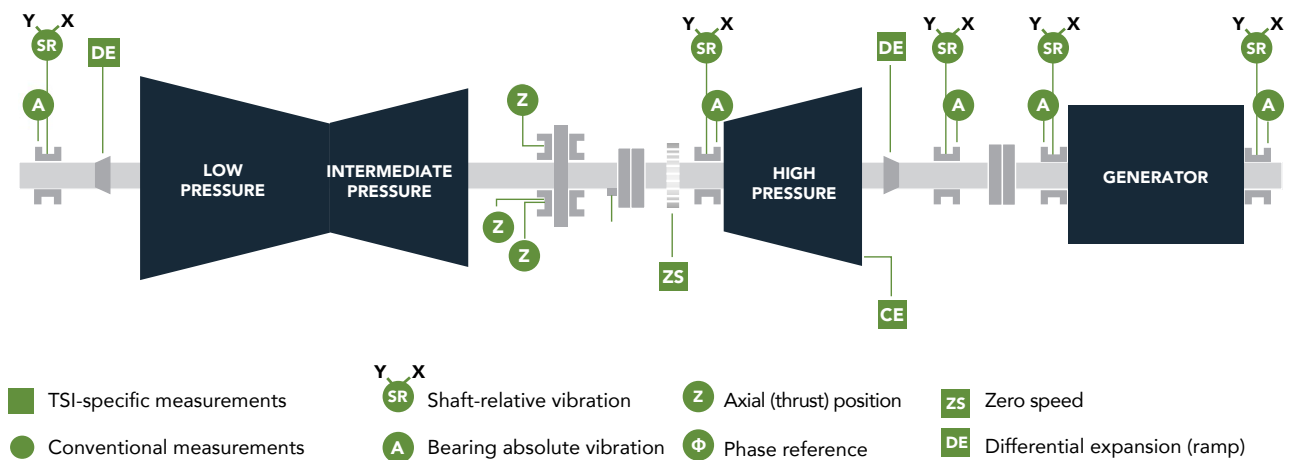 Y X
SR
DE
A
Y X
SR
A
DE
Y X
SR
A
Y X
SR
A
Y X
SR
A
Z
LOW
PRESSURE
INTERMEDIATE
PRESSURE
HIGH
PRESSURE
GENERATOR
Z
Z
ZS
CE
TSI-specific measurements
Conventional measurements
Y X
SR Shaft-relative vibration
A Bearing absolute vibration
Z Axial (thrust) position
Φ Phase reference
ZS Zero speed
DE Differential expansion (ramp)